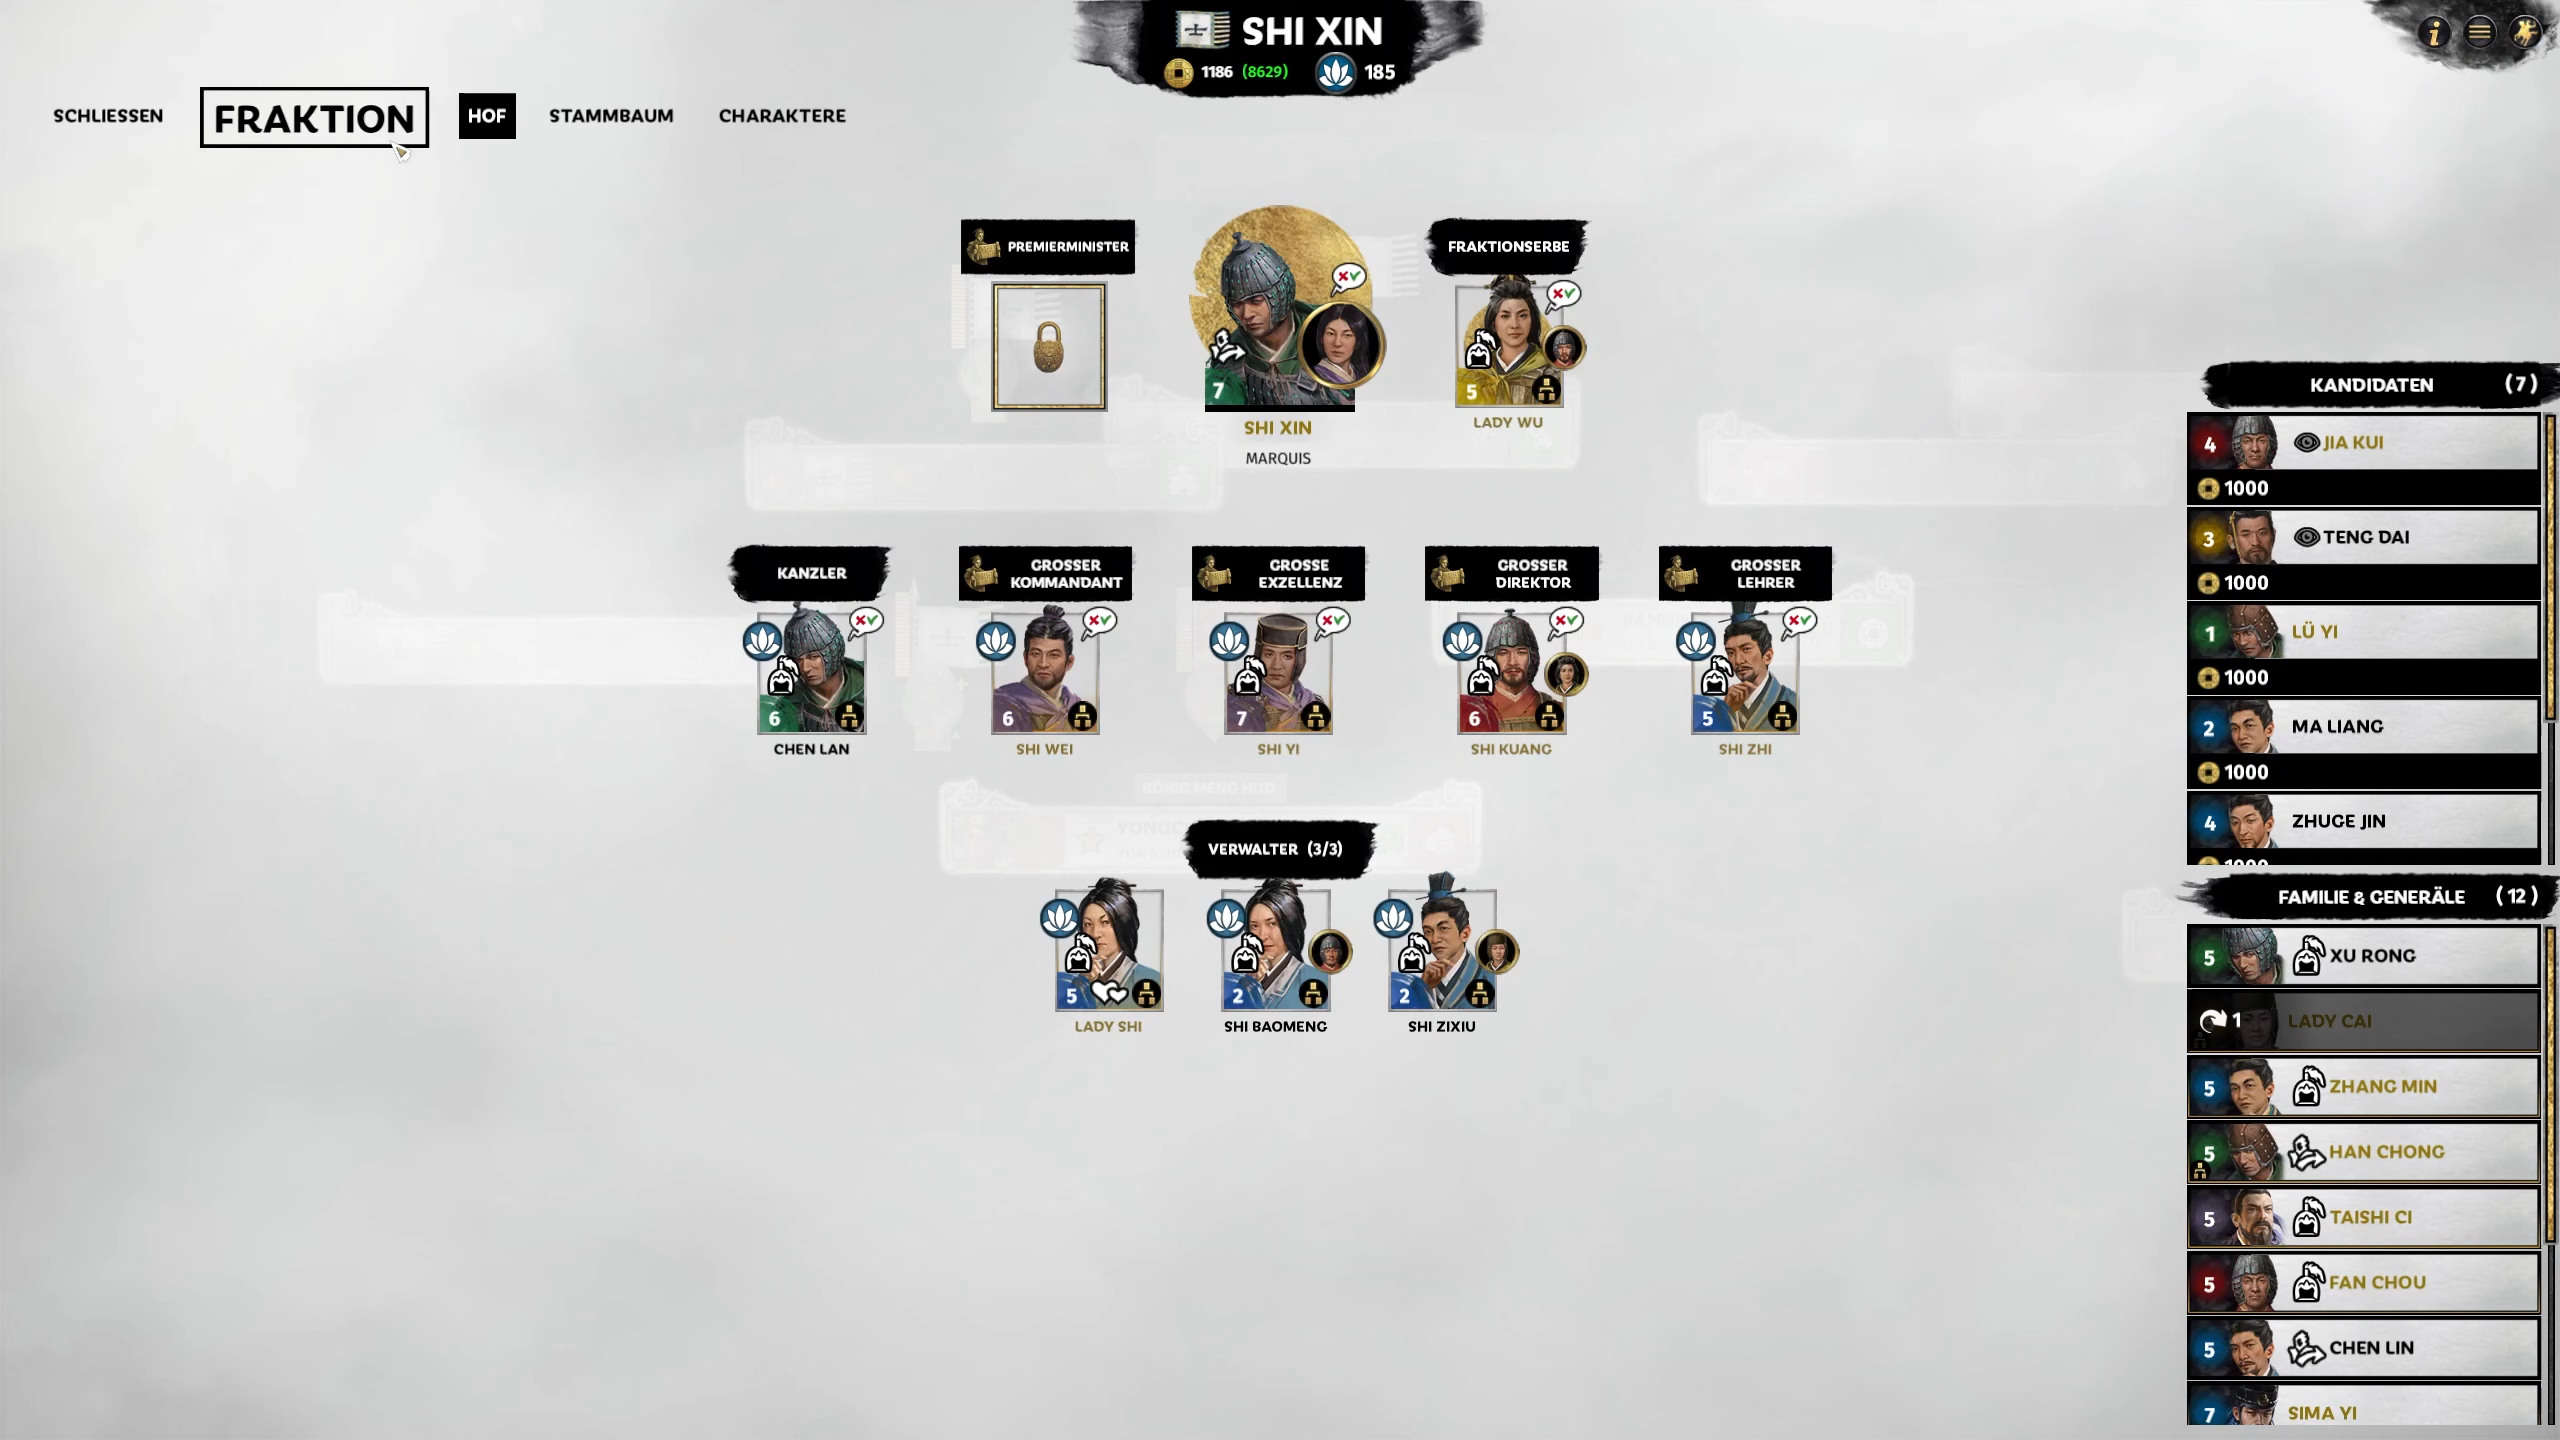 SHI XIN
1186 (8629) 185
SCHLIESSEN FRAKTION HOF STAMMBAUM CHARAKTERE
PREMIERMINISTER
7
SHI XIN
MARQUIS
FRAKTIONSERBE
5
LADY WU
KANZLER
6
CHEN LAN
GROSSER
KOMMANDANT
6
SHI WEI
GROSSE
EXZELLENZ
7
SHI YI
GROSSER
DIREKTOR
6
SHI KUANG
GROSSER
LEHRER
5
SHI ZHI
KÖNIG MENG HUO
VERWALTER (3/3)
5
LADY SHI
2
SHI BAOMENG
2
SHI ZIXIU
KANDIDATEN (7)
4 JIA KUI
1000
3 TENG DAI
1000
1 LÜ YI
1000
2 MA LIANG
1000
4 ZHUGE JIN
1000
FAMILIE & GENERÄLE (12)
5 XU RONG
1 LADY CAI
5 ZHANG MIN
5 HAN CHONG
5 TAISHI CI
5 FAN CHOU
5 CHEN LIN
7 SIMA YI